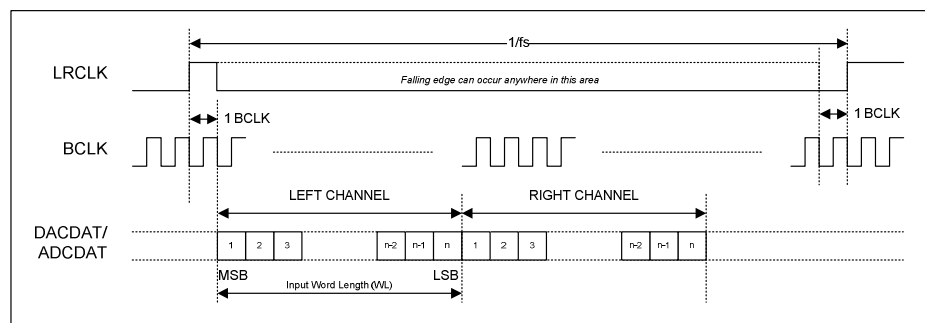 1/fs
LRCLK
Falling edge can occur anywhere in this area
1 BCLK
1 BCLK
BCLK
LEFT CHANNEL
RIGHT CHANNEL
DACDAT/
ADCDAT
1 2 3 n-2 n-1 n 1 2 3 n-2 n-1 n
MSB
LSB
Input Word Length (WL)